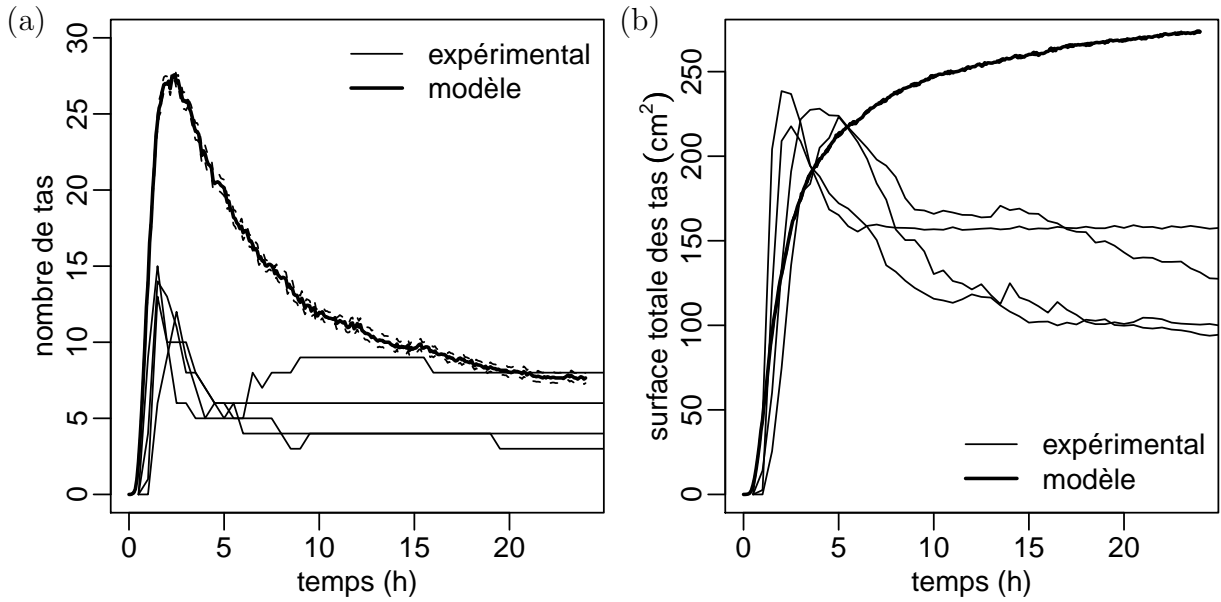 (a)
nombre de tas
30
25
20
15
10
5
0
expérimental
modèle
0 5 10 15 20
temps (h)
(b)
surface totale des tas (cm²)
250
200
150
100
50
0
expérimental
modèle
0 5 10 15 20
temps (h)